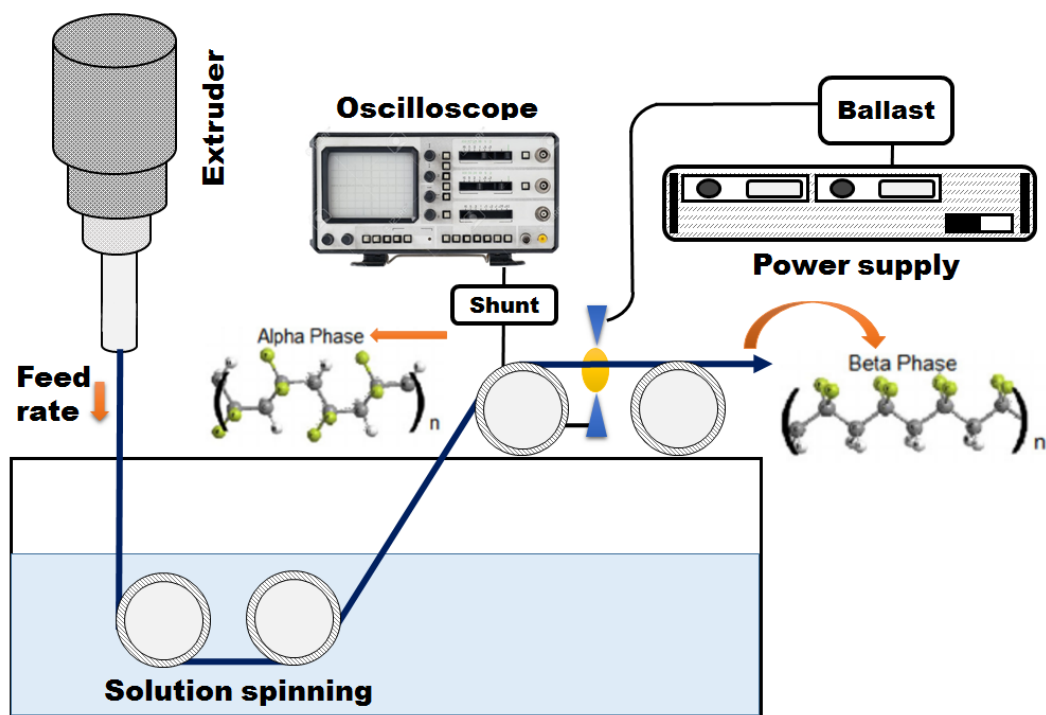 Extruder
Oscilloscope
Ballast
Power supply
Shunt
Alpha Phase
n
Feed
rate
Beta Phase
n
Solution spinning